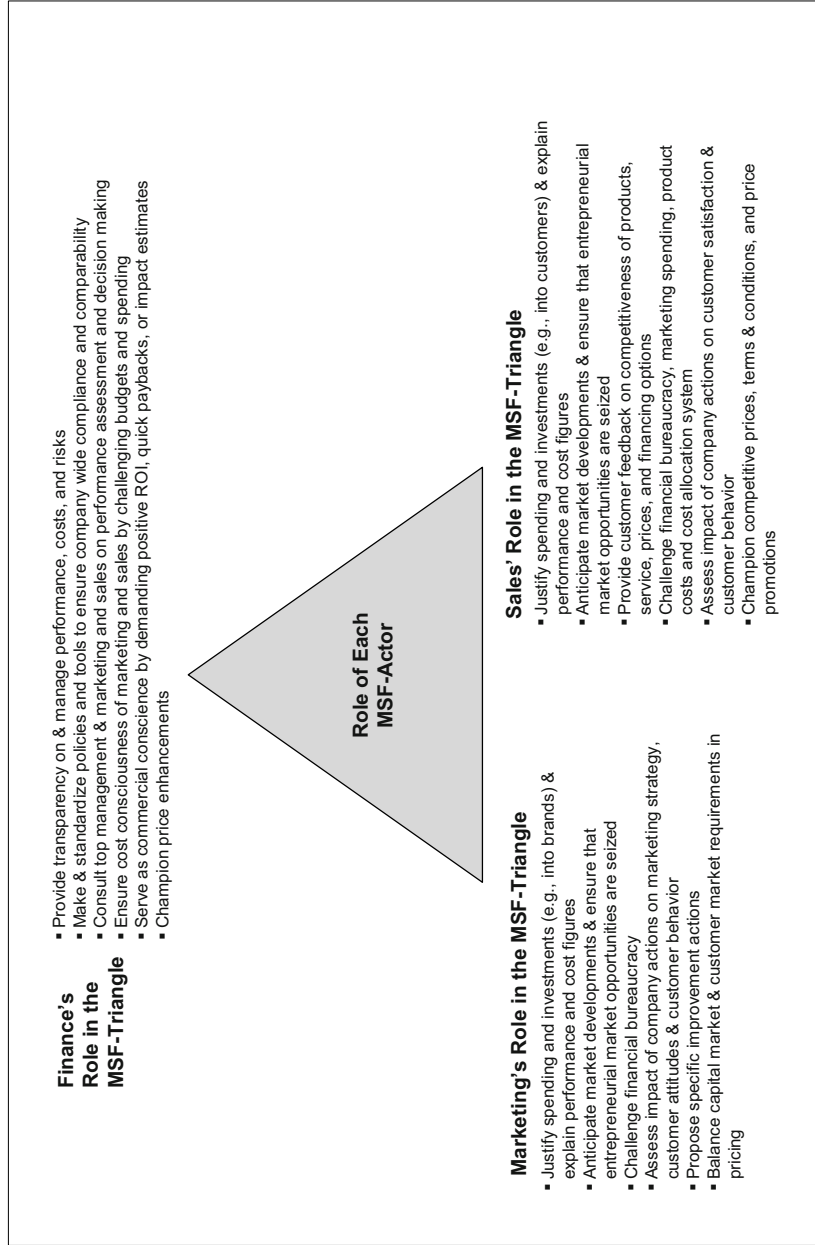 Finance's
Role in the
MSF-Triangle
▪ Provide transparency on & manage performance, costs, and risks
▪ Make & standardize policies and tools to ensure company wide compliance and comparability
▪ Consult top management & marketing and sales on performance assessment and decision making
▪ Ensure cost consciousness of marketing and sales by challenging budgets and spending
▪ Serve as commercial conscience by demanding positive ROI, quick paybacks, or impact estimates
▪ Champion price enhancements
Role of Each
MSF-Actor
Marketing's Role in the MSF-Triangle
▪ Justify spending and investments (e.g., into brands) &
explain performance and cost figures
▪ Anticipate market developments & ensure that
entrepreneurial market opportunities are seized
▪ Challenge financial bureaucracy
▪ Assess impact of company actions on marketing strategy,
customer attitudes & customer behavior
▪ Propose specific improvement actions
▪ Balance capital market & customer market requirements in
pricing
Sales' Role in the MSF-Triangle
▪ Justify spending and investments (e.g., into customers) & explain
performance and cost figures
▪ Anticipate market developments & ensure that entrepreneurial
market opportunities are seized
▪ Provide customer feedback on competitiveness of products,
service, prices, and financing options
▪ Challenge financial bureaucracy, marketing spending, product
costs and cost allocation system
▪ Assess impact of company actions on customer satisfaction &
customer behavior
▪ Champion competitive prices, terms & conditions, and price
promotions